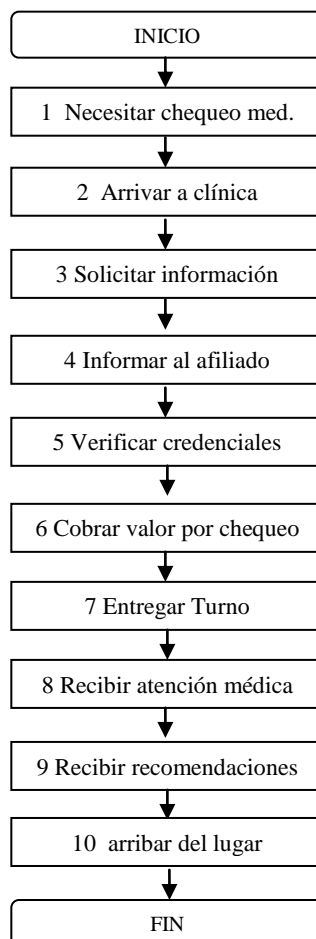 INICIO
1 Necesitar chequeo med.
2 Arrivar a clínica
3 Solicitar información
4 Informar al afiliado
5 Verificar credenciales
6 Cobrar valor por chequeo
7 Entregar Turno
8 Recibir atención médica
9 Recibir recomendaciones
10 arribar del lugar
FIN